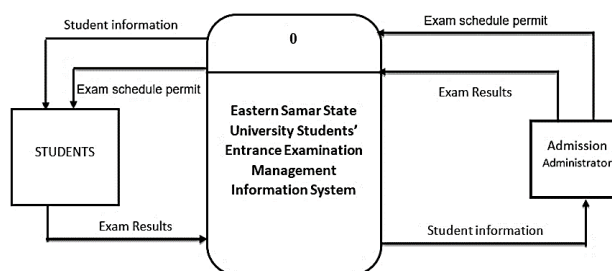 Student information
Exam schedule permit
STUDENTS
Exam Results
0
Eastern Samar State
University Students’
Entrance Examination
Management
Information System
Exam schedule permit
Exam Results
Admission
Administrator
Student information